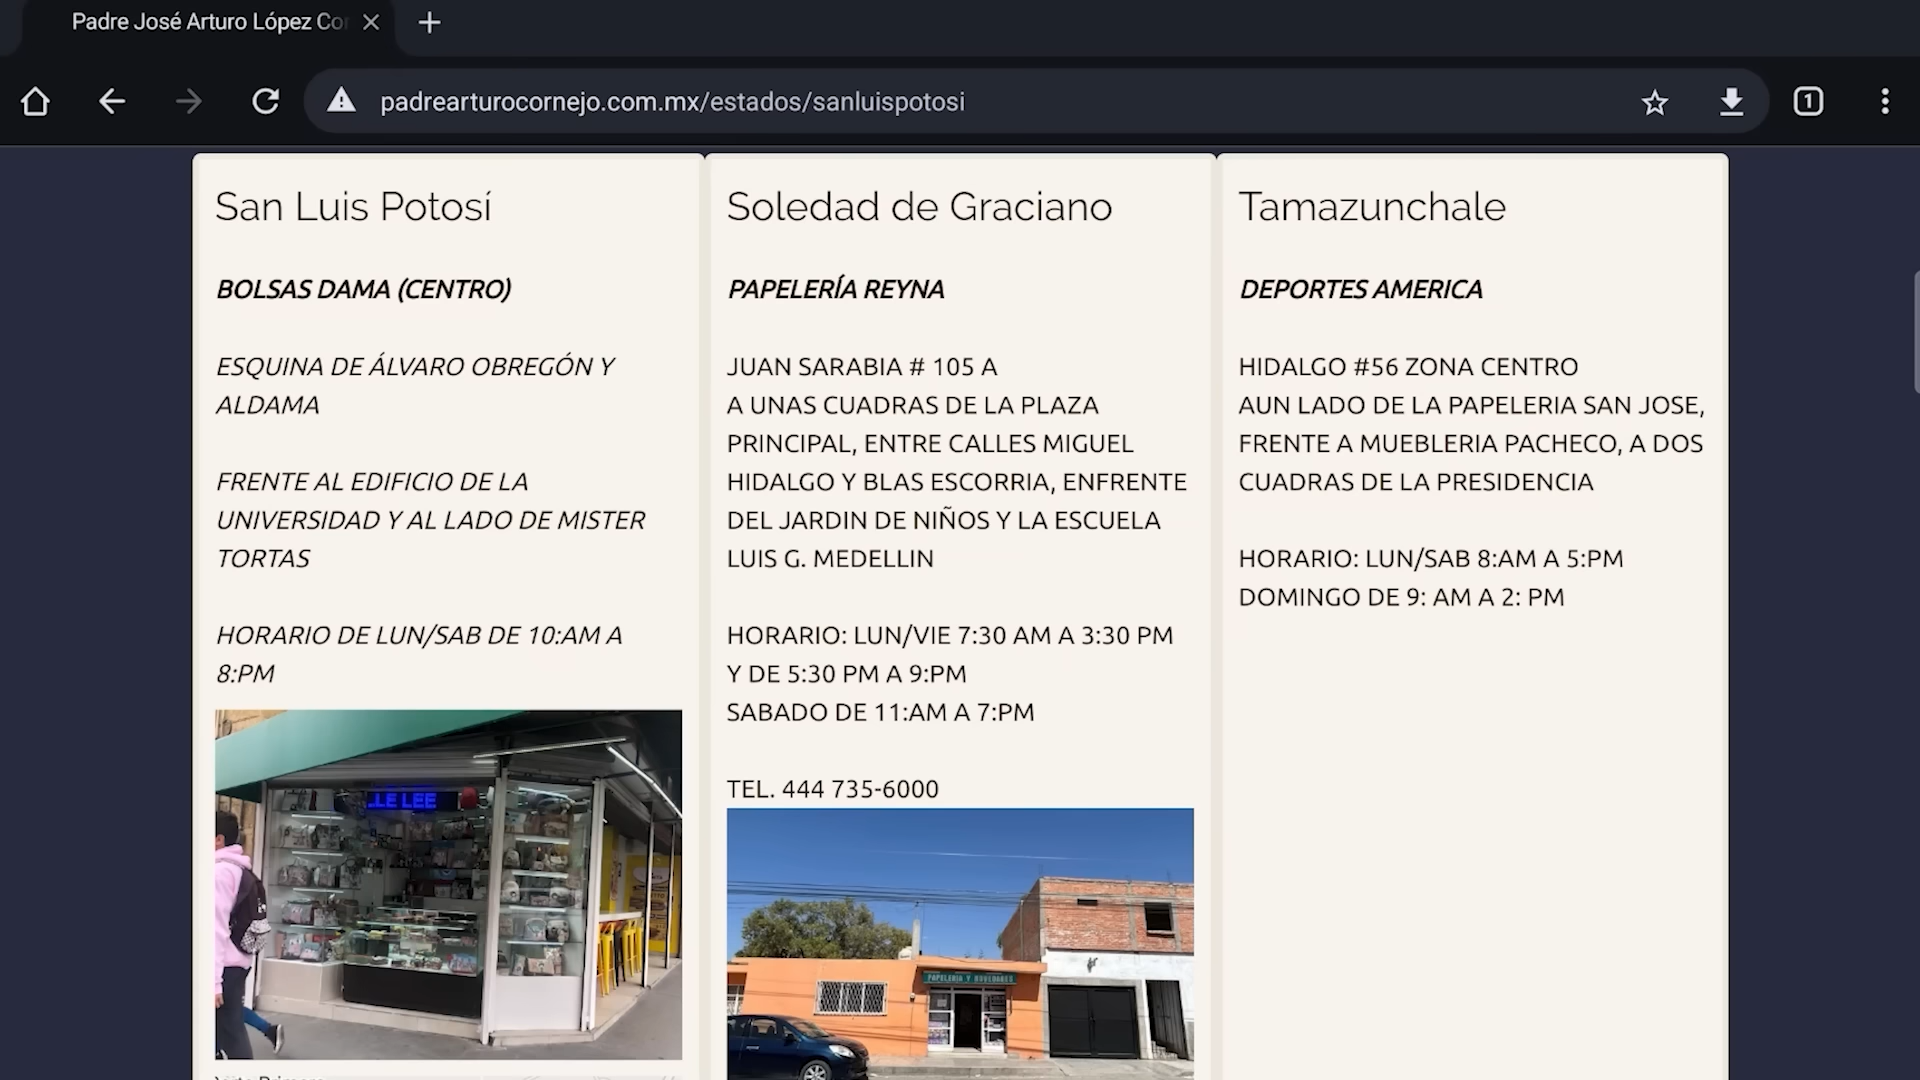 Padre José Arturo López Cor
padrearturocornejo.com.mx/estados/sanluispotosi
1
San Luis Potosí
BOLSAS DAMA (CENTRO)
ESQUINA DE ÁLVARO OBREGÓN Y
ALDAMA
FRENTE AL EDIFICIO DE LA
UNIVERSIDAD Y AL LADO DE MISTER
TORTAS
HORARIO DE LUN/SAB DE 10:AM A
8:PM
LE LEE
Soledad de Graciano
PAPELERÍA REYNA
JUAN SARABIA # 105 A
A UNAS CUADRAS DE LA PLAZA
PRINCIPAL, ENTRE CALLES MIGUEL
HIDALGO Y BLAS ESCORRIA, ENFRENTE
DEL JARDIN DE NIÑOS Y LA ESCUELA
LUIS G. MEDELLIN
HORARIO: LUN/VIE 7:30 AM A 3:30 PM
Y DE 5:30 PM A 9:PM
SABADO DE 11:AM A 7:PM
TEL. 444 735-6000
PAPELERIA Y NOVEDADES
Tamazunchale
DEPORTES AMERICA
HIDALGO #56 ZONA CENTRO
AUN LADO DE LA PAPELERIA SAN JOSE,
FRENTE A MUEBLERIA PACHECO, A DOS
CUADRAS DE LA PRESIDENCIA
HORARIO: LUN/SAB 8:AM A 5:PM
DOMINGO DE 9: AM A 2: PM